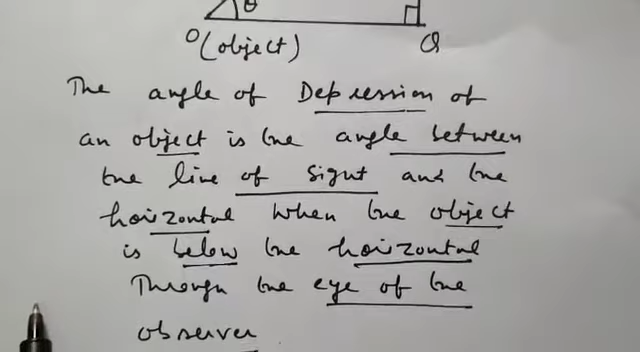 θ
O (object) Q
The angle of Depression of
an object is the angle between
the line of sight and the
horizontal when the object
is below the horizontal
Through the eye of the
observer